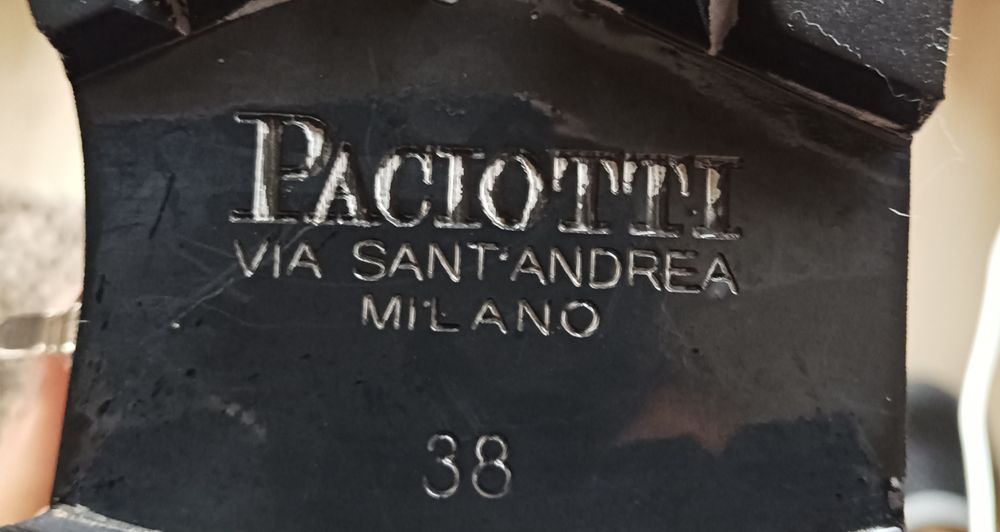 PACIOTTI
VIA SANT'ANDREA
MILANO
38